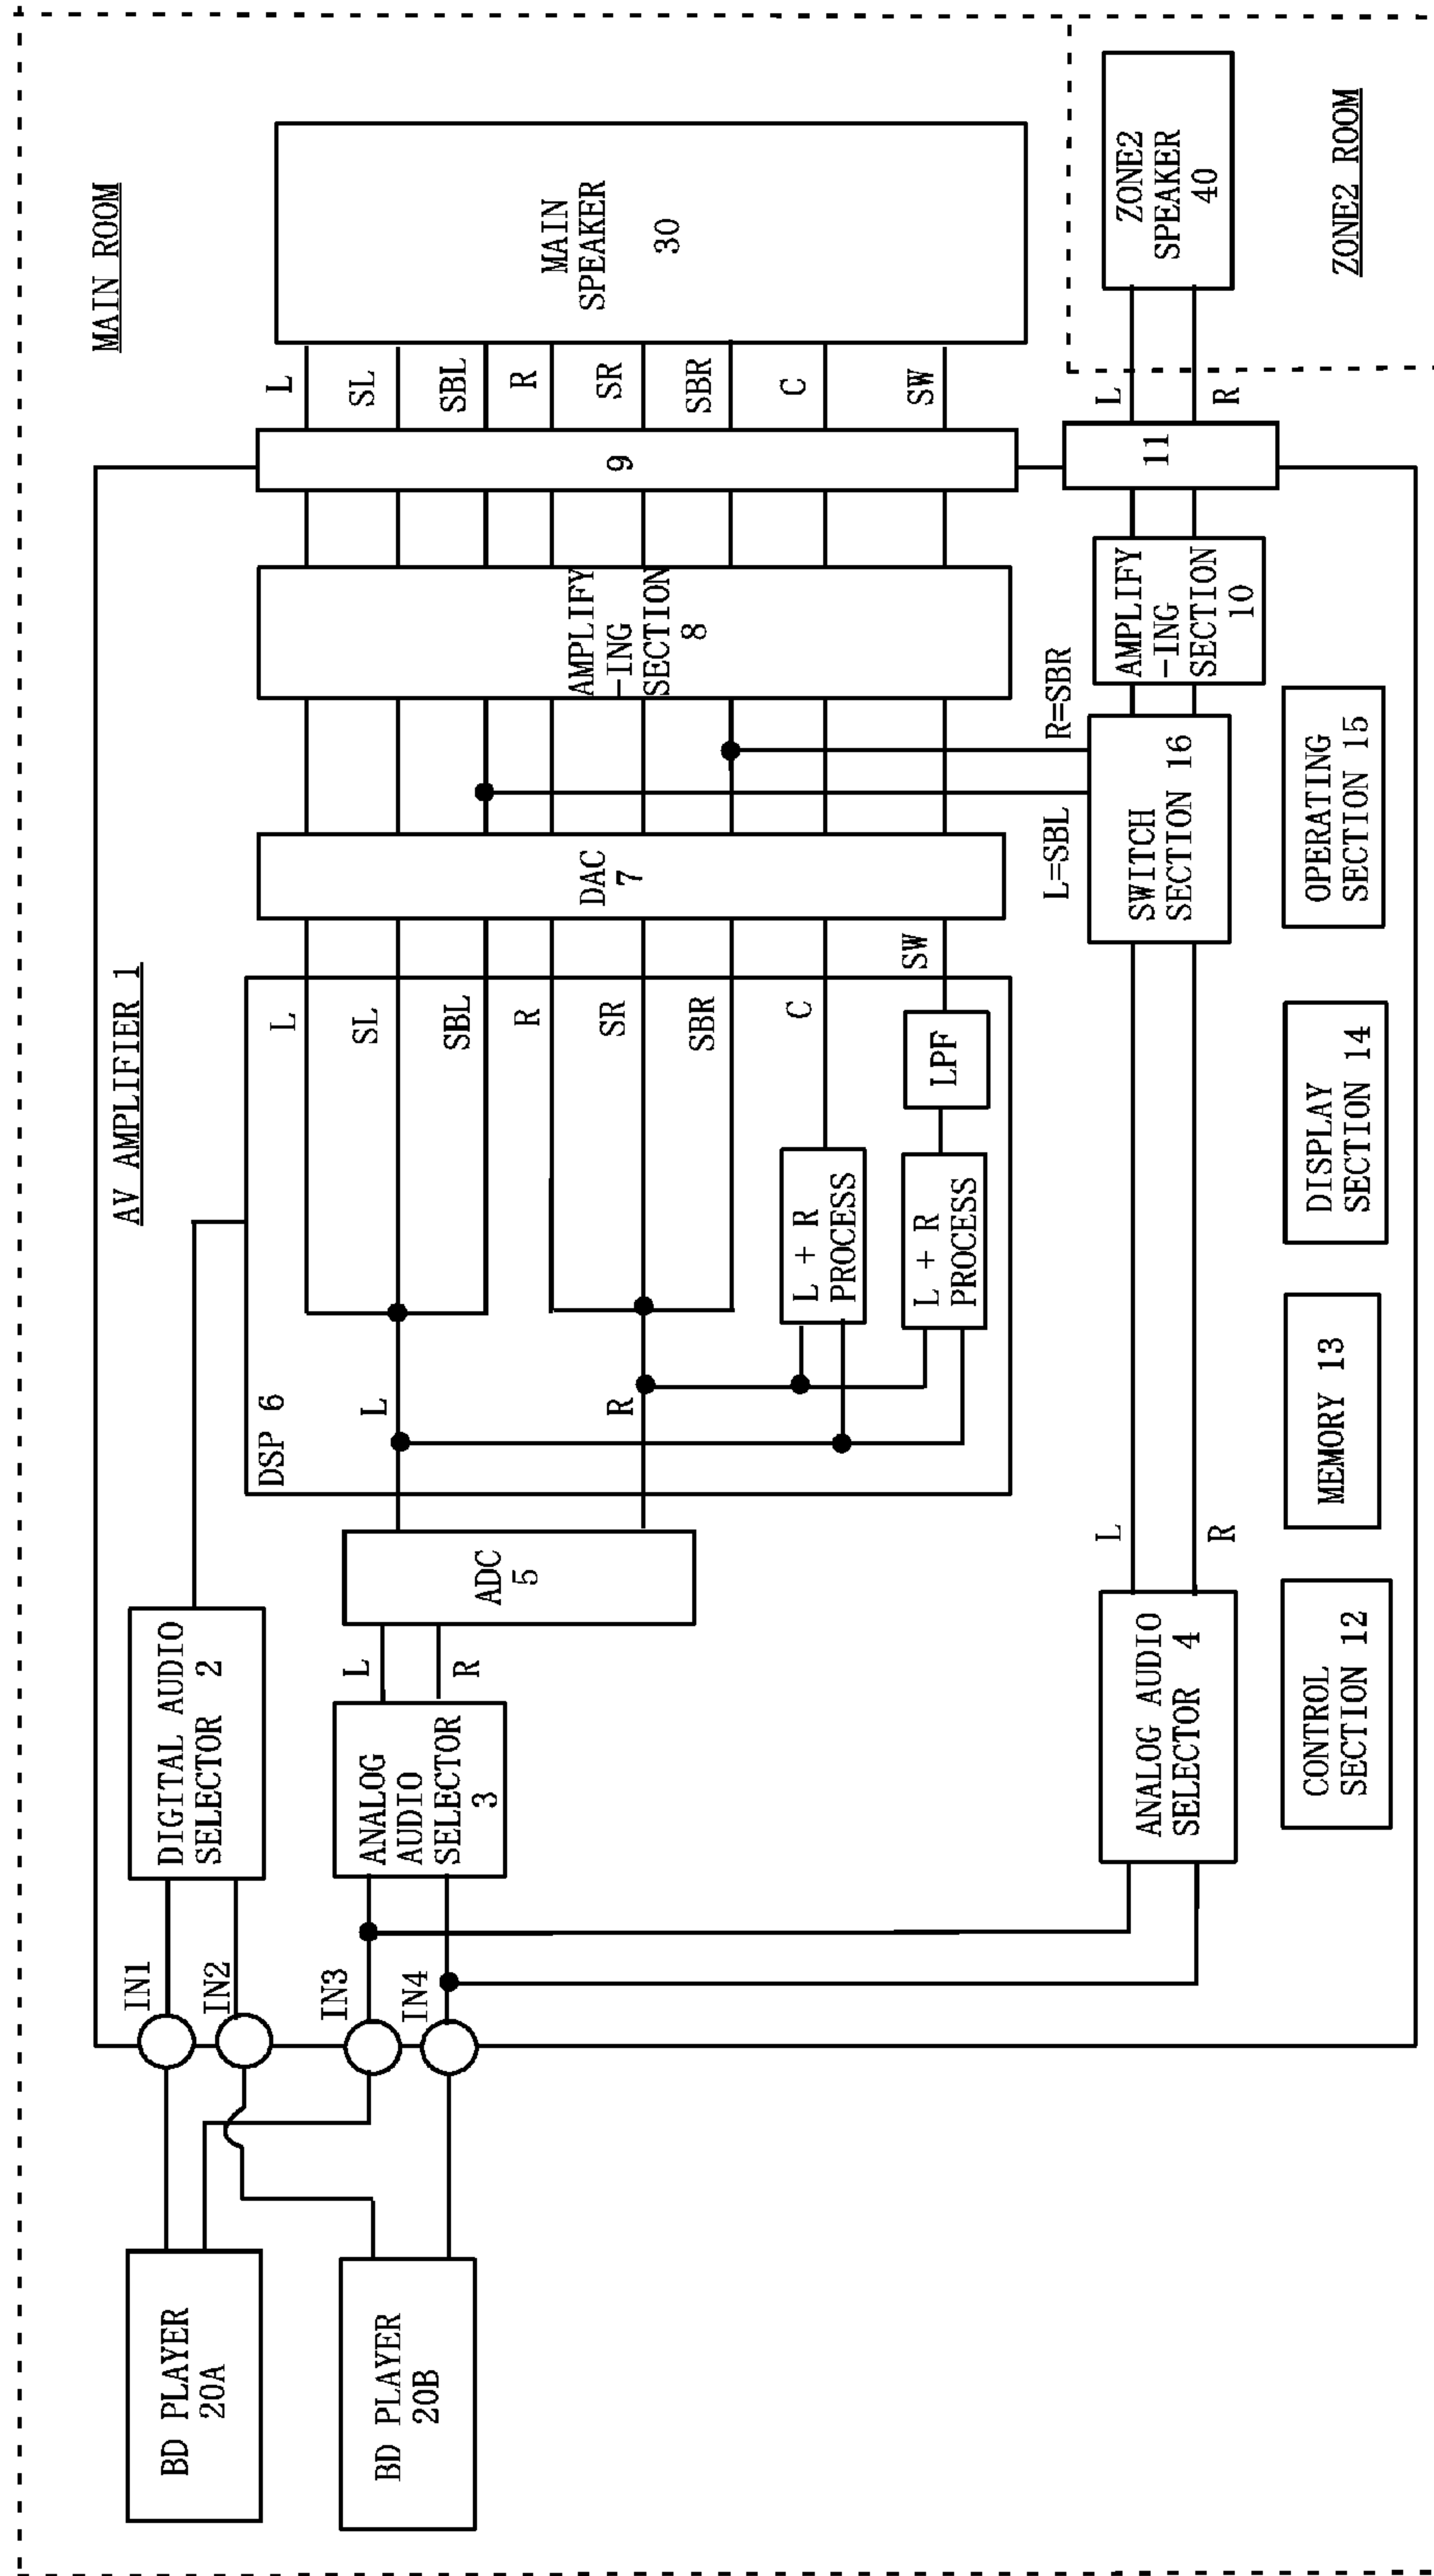 MAIN ROOM
AV AMPLIFIER 1
BD PLAYER
20A
BD PLAYER
20B
IN1
IN2
IN3
IN4
DIGITAL AUDIO
SELECTOR 2
ANALOG
AUDIO
SELECTOR
3
L
R
ADC
5
DSP 6
L
R
L
SL
SBL
R
SR
SBR
C
L + R
PROCESS
L + R
PROCESS
LPF
SW
DAC
7
AMPLIFY
-ING
SECTION
8
9
L
SL
SBL
R
SR
SBR
C
SW
MAIN
SPEAKER
30
ANALOG AUDIO
SELECTOR 4
L
R
L=SBL
R=SBR
SWITCH
SECTION 16
AMPLIFY
-ING
SECTION
10
11
L
R
ZONE2
SPEAKER
40
ZONE2 ROOM
CONTROL
SECTION 12
MEMORY 13
DISPLAY
SECTION 14
OPERATING
SECTION 15